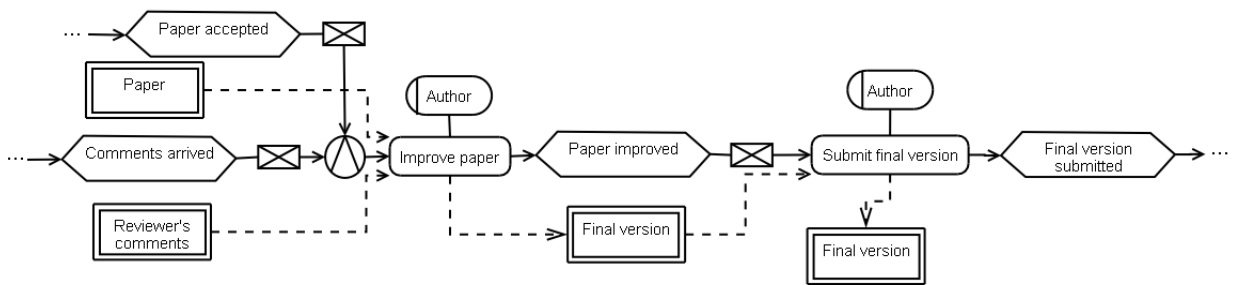 ... Paper accepted
Paper
Author
Author
... Comments arrived
Improve paper
Paper improved
Submit final version
Final version
submitted
...
Reviewer's
comments
Final version
Final version